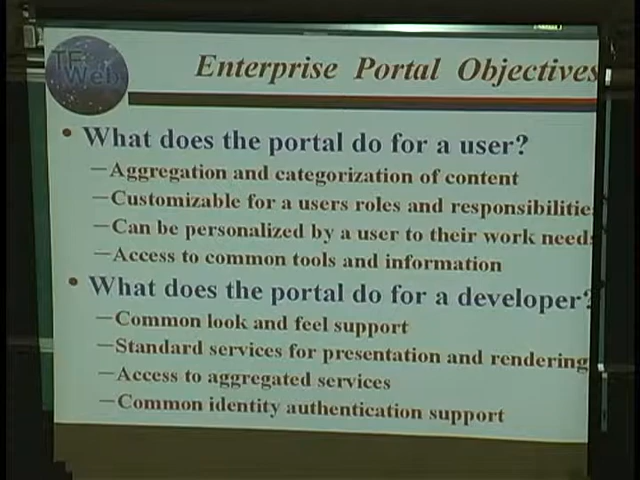 TF
Web
Enterprise Portal Objectives
• What does the portal do for a user?
—Aggregation and categorization of content
—Customizable for a users roles and responsibilitie
—Can be personalized by a user to their work need
—Access to common tools and information
• What does the portal do for a developer?
—Common look and feel support
—Standard services for presentation and rendering
—Access to aggregated services
—Common identity authentication support